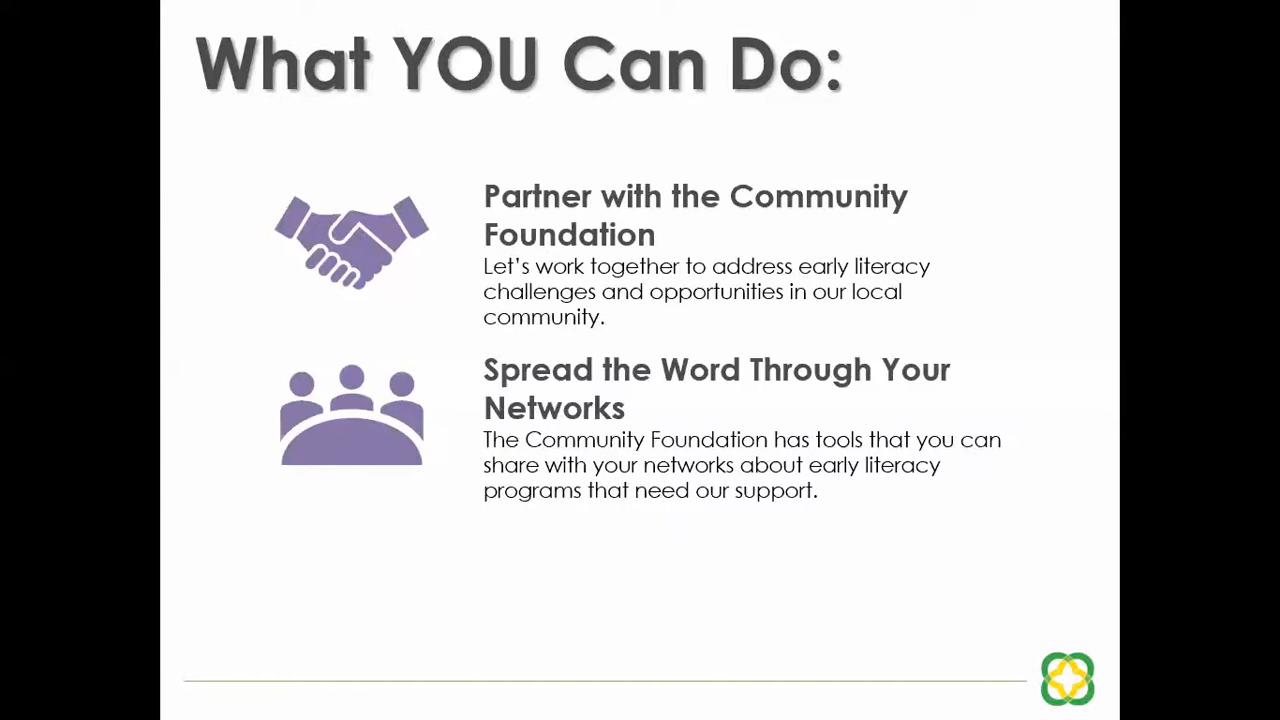 What YOU Can Do:
Partner with the Community
Foundation
Let's work together to address early literacy
challenges and opportunities in our local
community.
Spread the Word Through Your
Networks
The Community Foundation has tools that you can
share with your networks about early literacy
programs that need our support.